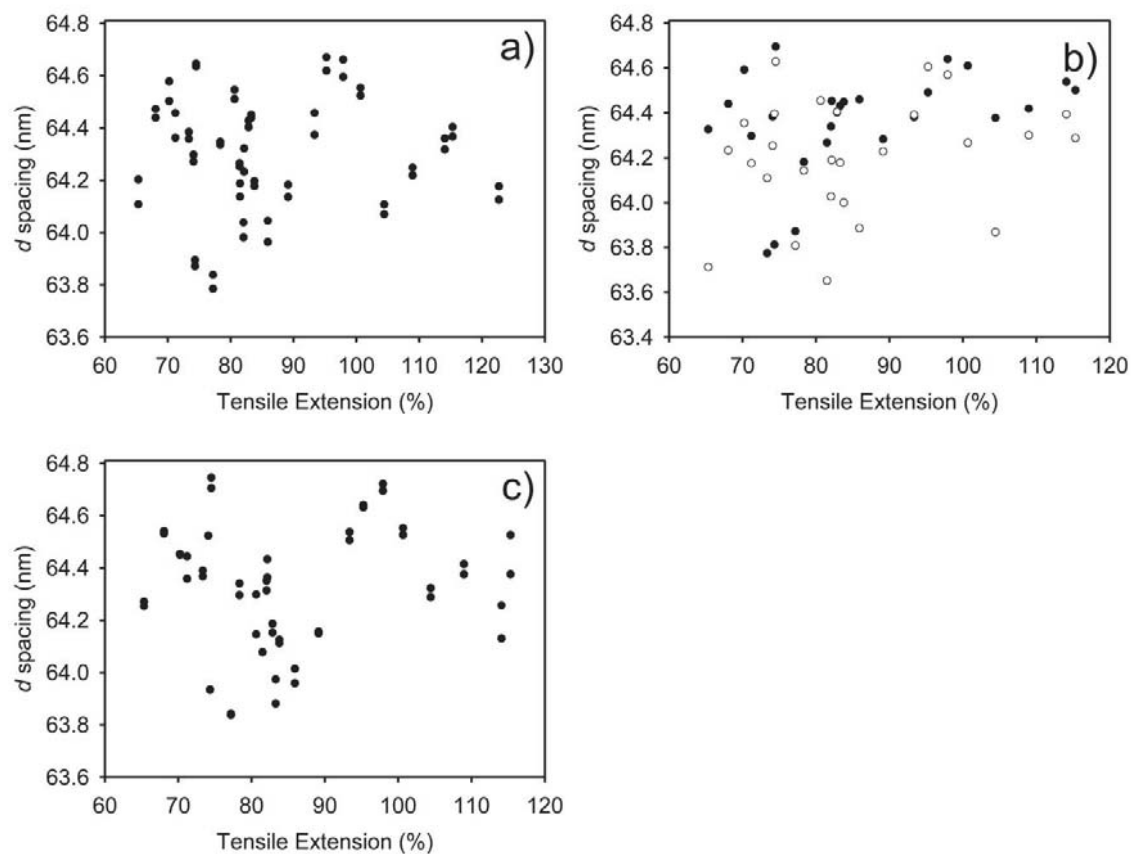 a)
64.8
64.6
64.4
64.2
64.0
63.8
63.6
d spacing (nm)
60 70 80 90 100 110 120 130
Tensile Extension (%)
b)
64.8
64.6
64.4
64.2
64.0
63.8
63.6
63.4
d spacing (nm)
60 70 80 90 100 110 120
Tensile Extension (%)
c)
64.8
64.6
64.4
64.2
64.0
63.8
63.6
d spacing (nm)
60 70 80 90 100 110 120
Tensile Extension (%)